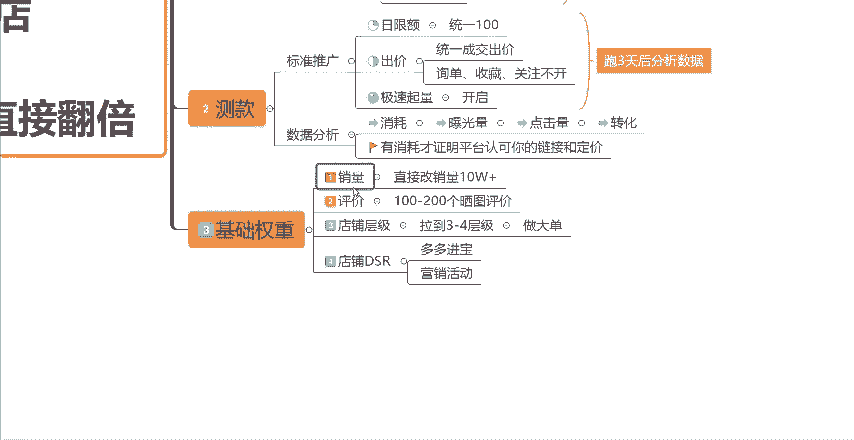 店
直接翻倍
2 测款
标准推广
日限额
统一100
出价
统一成交出价
询单、收藏、关注不开
极速起量
开启
跑3天后分析数据
数据分析
消耗
曝光量
点击量
转化
有消耗才证明平台认可你的链接和定价
3 基础权重
1 销量
直接改销量10W+
2 评价
100-200个晒图评价
3 店铺层级
拉到3-4层级
做大单
4 店铺DSR
多多进宝
营销活动